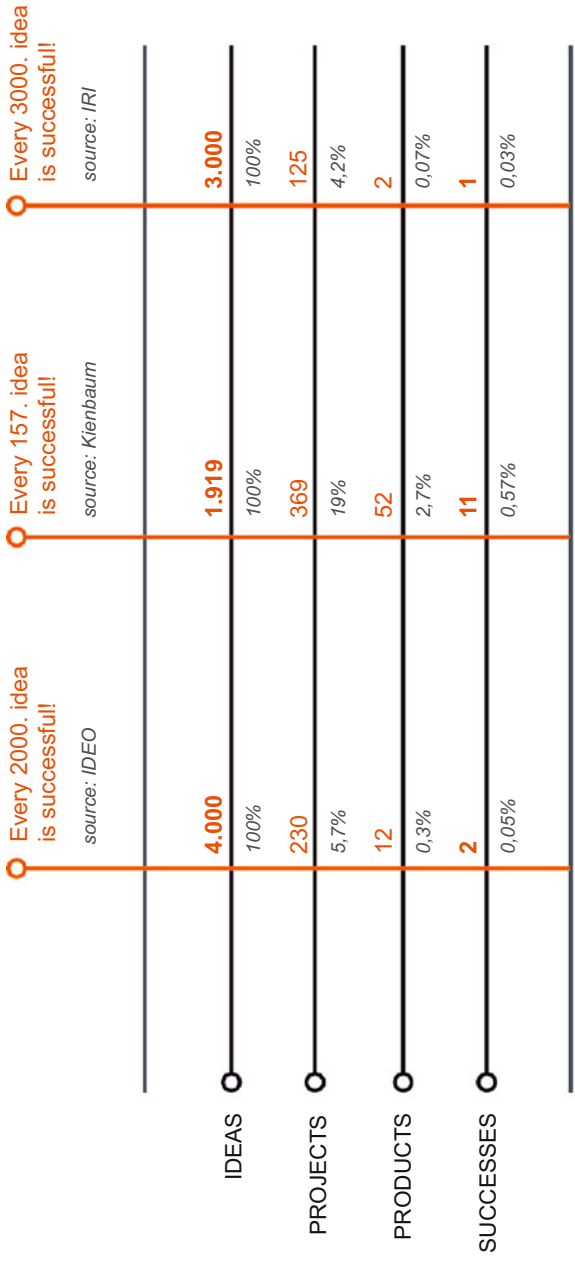 Every 2000. idea
is successful!
source: IDEO
Every 157. idea
is successful!
source: Kienbaum
Every 3000. idea
is successful!
source: IRI
IDEAS
4.000
100%
1.919
100%
3.000
100%
PROJECTS
230
5,7%
369
19%
125
4,2%
PRODUCTS
12
0,3%
52
2,7%
2
0,07%
SUCCESSES
2
0,05%
11
0,57%
1
0,03%